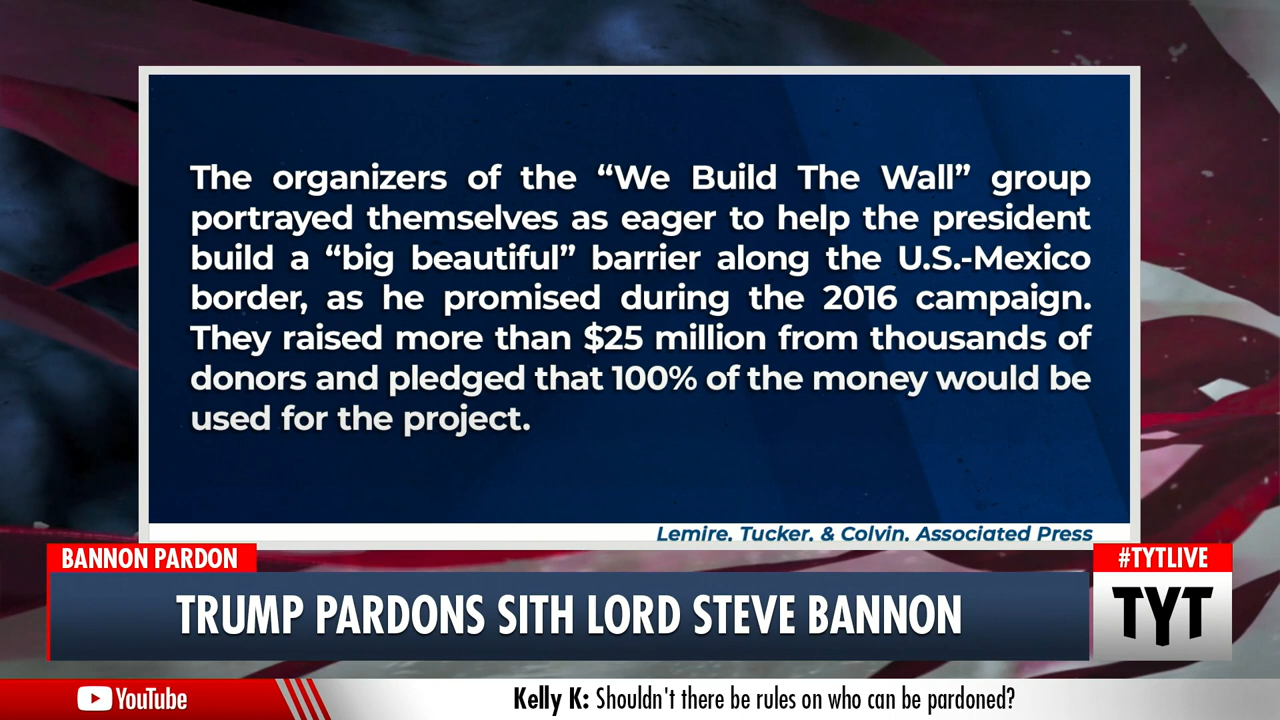 The organizers of the “We Build The Wall” group
portrayed themselves as eager to help the president
build a “big beautiful” barrier along the U.S.-Mexico
border, as he promised during the 2016 campaign.
They raised more than $25 million from thousands of
donors and pledged that 100% of the money would be
used for the project.
Lemire, Tucker, & Colvin, Associated Press
BANNON PARDON
#TYTLIVE
TRUMP PARDONS SITH LORD STEVE BANNON
TYT
YouTube
Kelly K: Shouldn't there be rules on who can be pardoned?